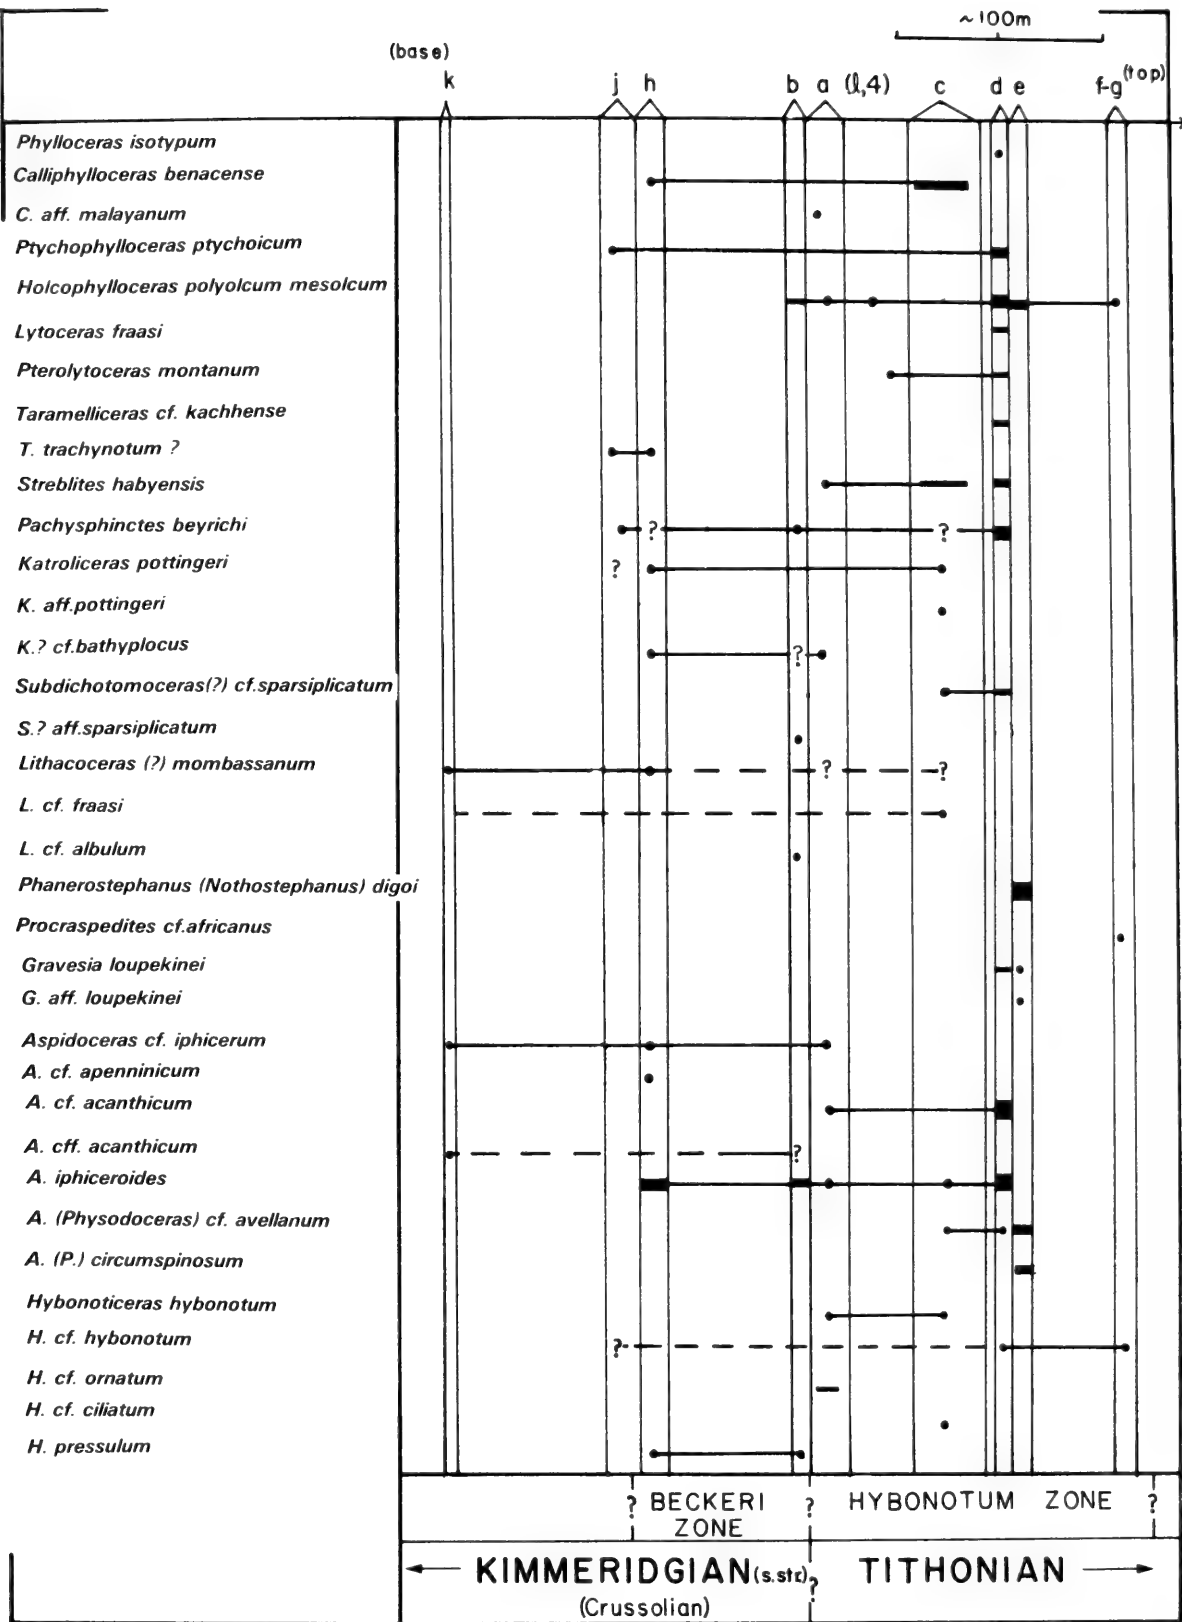 ~100m
(base)
k j h b a (l,4) c d e f-g (top)
Phylloceras isotypum
Calliphylloceras benacense
C. aff. malayanum
Ptychophylloceras ptychoicum
Holcophylloceras polyolcum mesolcum
Lytoceras fraasi
Pterolytoceras montanum
Taramelliceras cf. kachhense
T. trachynotum ?
Streblites habyensis
Pachysphinctes beyrichi ? ?
Katroliceras pottingeri ?
K. aff.pottingeri
K.? cf.bathyplocus ?
Subdichotomoceras(?) cf.sparsiplicatum
S.? aff.sparsiplicatum
Lithacoceras (?) mombassanum ? ?
L. cf. fraasi
L. cf. albulum
Phanerostephanus (Nothostephanus) digoi
Procraspedites cf.africanus
Gravesia loupekinei
G. aff. loupekinei
Aspidoceras cf. iphicerum
A. cf. apenninicum
A. cf. acanthicum
A. cff. acanthicum ?
A. iphiceroides
A. (Physodoceras) cf. avellanum
A. (P.) circumspinosum
Hybonoticeras hybonotum
H. cf. hybonotum ?
H. cf. ornatum
H. cf. ciliatum
H. pressulum
? BECKERI ? HYBONOTUM ZONE ?
ZONE
KIMMERIDGIAN (s.str.) ? TITHONIAN
(Crussolian)